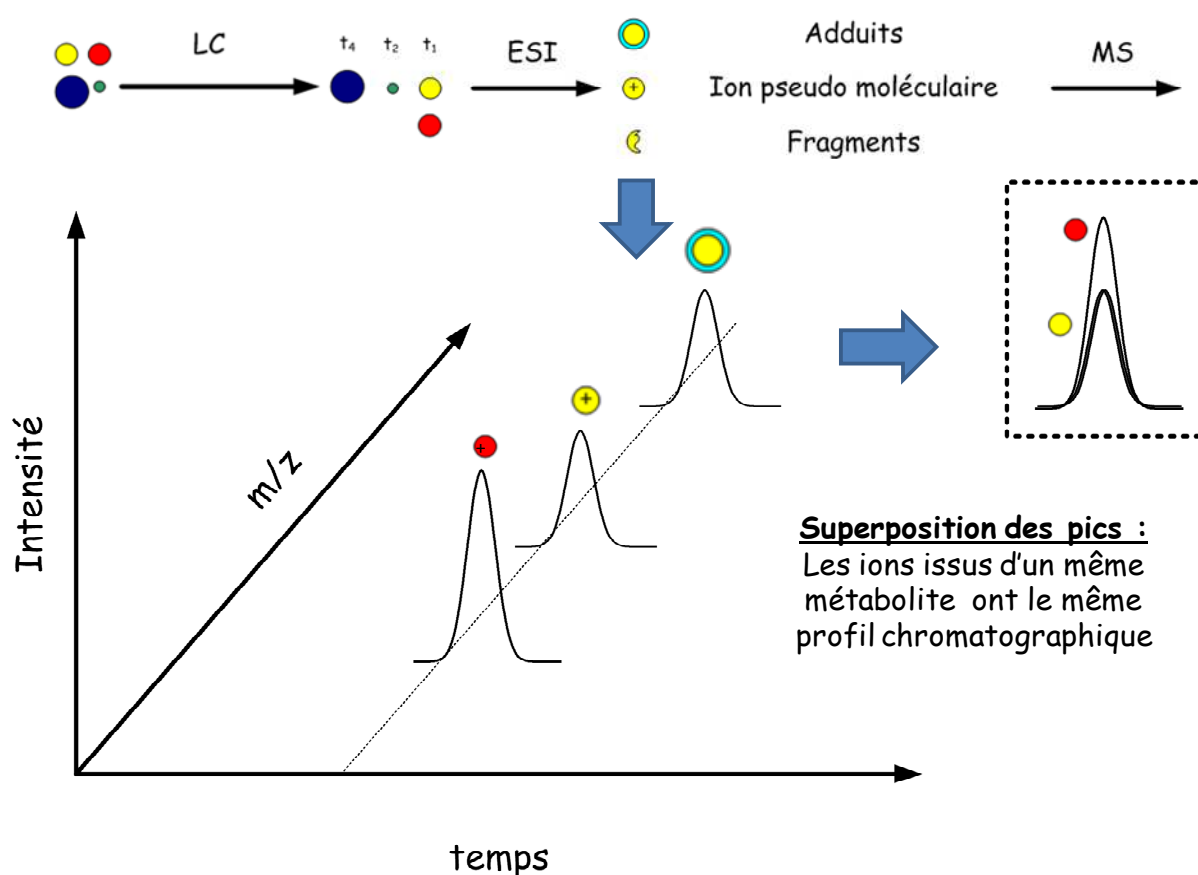 LC
t4 t2 t1
ESI
Adduits
Ion pseudo moléculaire
Fragments
MS
+
+
+
Intensité
m/z
temps
Superposition des pics :
Les ions issus d'un même
métabolite ont le même
profil chromatographique